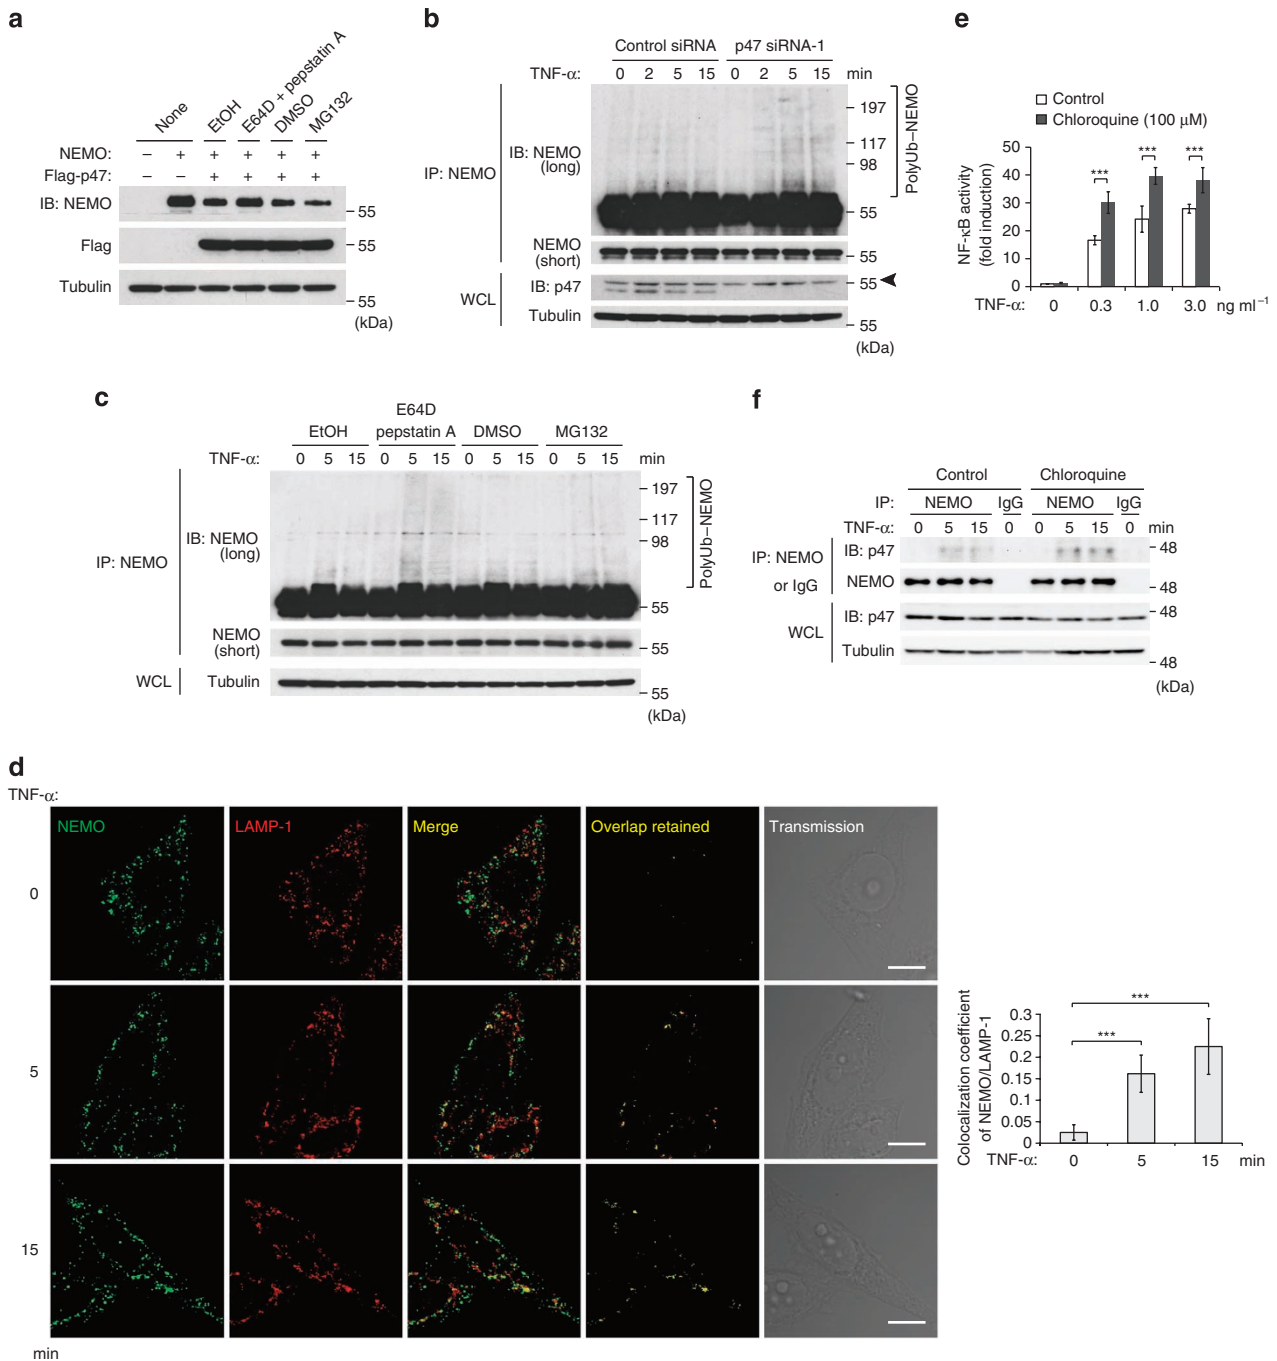 a
None
EtOH
E64D + pepstatin A
DMSO
MG132
NEMO: – + + + + +
Flag-p47: – – + + + +
IB: NEMO
55
Flag
55
Tubulin
55
(kDa)
b
Control siRNA p47 siRNA-1
TNF-α: 0 2 5 15 0 2 5 15 min
IP: NEMO
IB: NEMO
(long)
197
117
98
55
PolyUb–NEMO
NEMO
(short)
55
WCL
IB: p47
55
Tubulin
55
(kDa)
e
Control
Chloroquine (100 μM)
NF-κB activity
(fold induction)
50
40
30
20
10
0
*** *** ***
TNF-α: 0 0.3 1.0 3.0 ng ml⁻¹
c
EtOH
E64D
pepstatin A
DMSO
MG132
TNF-α: 0 5 15 0 5 15 0 5 15 0 5 15 min
IP: NEMO
IB: NEMO
(long)
197
117
98
55
PolyUb–NEMO
NEMO
(short)
55
WCL
Tubulin
55
(kDa)
f
Control Chloroquine
IP: NEMO IgG NEMO IgG
TNF-α: 0 5 15 0 0 5 15 0 min
IP: NEMO
or IgG
IB: p47
48
NEMO
48
WCL
IB: p47
48
Tubulin
48
(kDa)
d
TNF-α:
NEMO LAMP-1 Merge Overlap retained Transmission
0
5
15
min
Colocalization coefficient
of NEMO/LAMP-1
0.3
0.25
0.2
0.15
0.1
0.05
0
***
***
TNF-α: 0 5 15 min